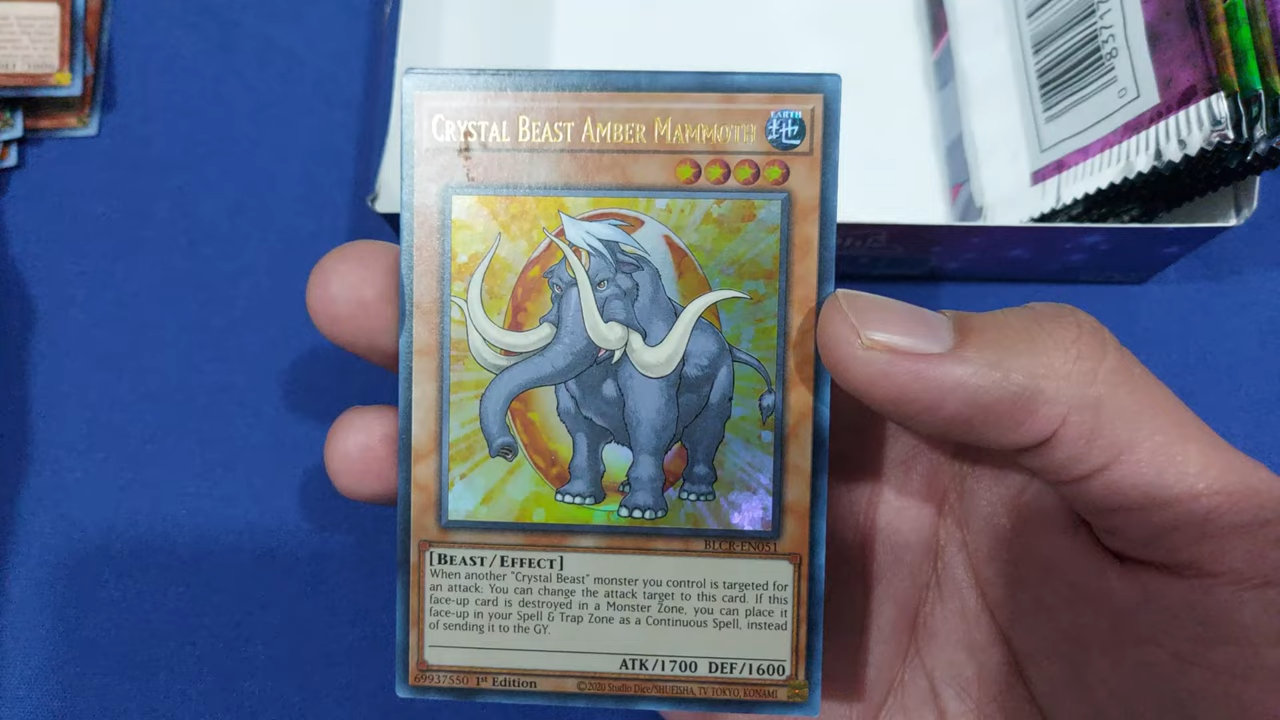 CRYSTAL BEAST AMBER MAMMOTH
EARTH
地
BLCR-EN051
[BEAST/EFFECT]
When another "Crystal Beast" monster you control is targeted for
an attack: You can change the attack target to this card. If this
face-up card is destroyed in a Monster Zone, you can place it
face-up in your Spell & Trap Zone as a Continuous Spell, instead
of sending it to the GY.
ATK/1700 DEF/1600
69937550 1st Edition ©2020 Studio Dice/SHUEISHA, TV TOKYO, KONAMI